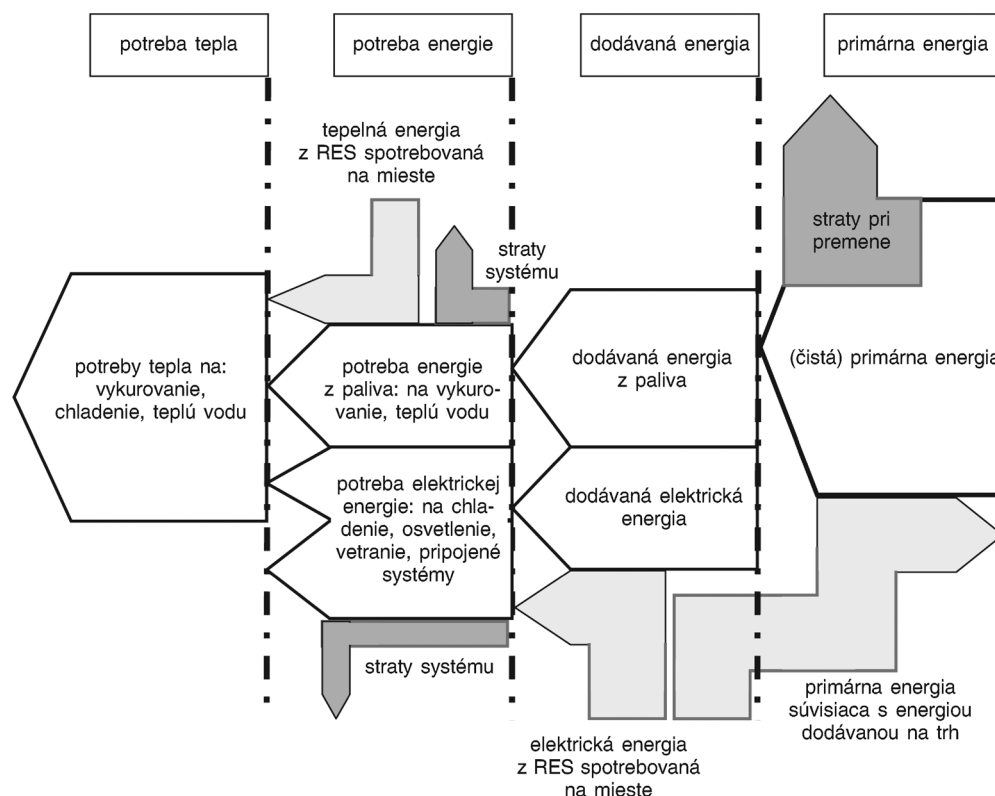 potreba tepla
potreba energie
dodávaná energia
primárna energia
tepelná energia
z RES spotrebovaná
na mieste
straty
systému
straty pri
premene
potreby tepla na:
vykurovanie,
chladenie, teplú vodu
potreba energie
z paliva: na vykuro-
vanie, teplú vodu
dodávaná energia
z paliva
(čistá) primárna energia
potreba elektrickej
energie: na chla-
denie, osvetlenie,
vetranie, pripojené
systémy
dodávaná elektrická
energia
straty systému
elektrická energia
z RES spotrebovaná
na mieste
primárna energia
súvisiaca s energiou
dodávanou na trh